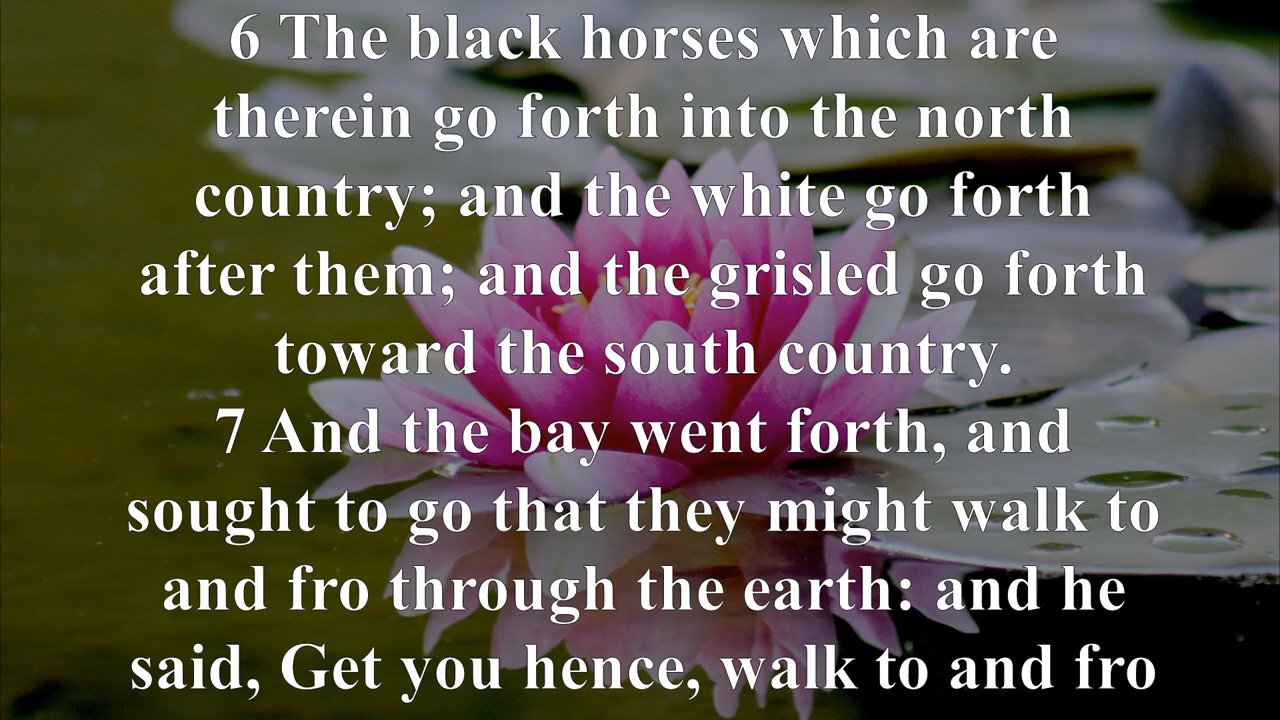 6 The black horses which are
therein go forth into the north
country; and the white go forth
after them; and the grisled go forth
toward the south country.
7 And the bay went forth, and
sought to go that they might walk to
and fro through the earth: and he
said, Get you hence, walk to and fro